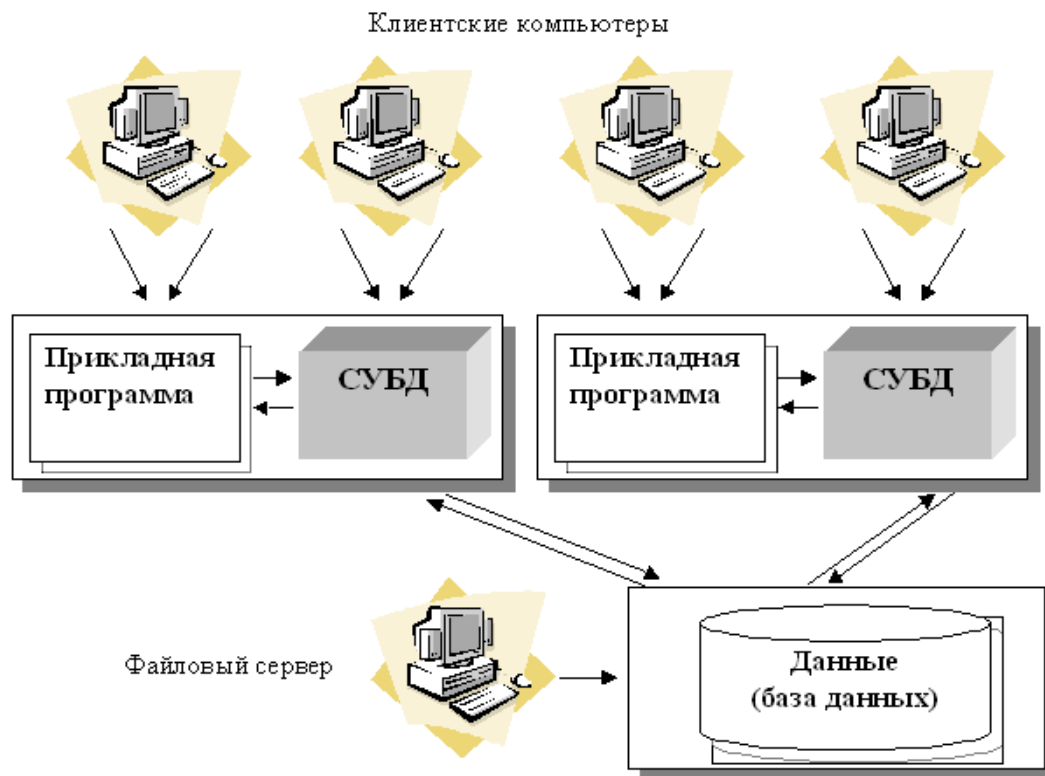 Клиентские компьютеры
Прикладная
программа
СУБД
Прикладная
программа
СУБД
Файловый сервер
Данные
(база данных)